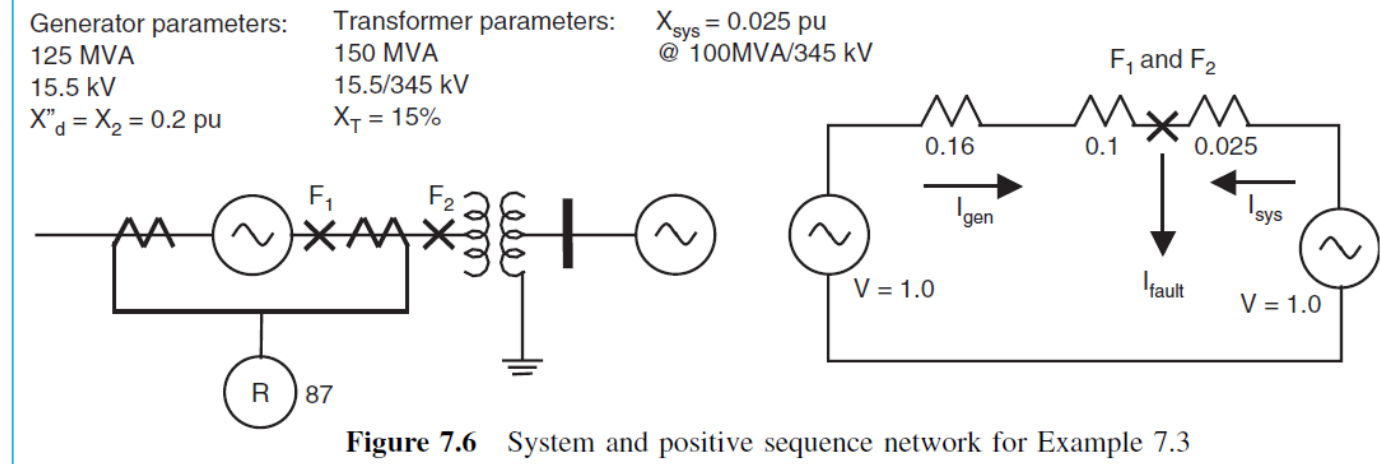 Generator parameters:
125 MVA
15.5 kV
X”d = X2 = 0.2 pu
Transformer parameters:
150 MVA
15.5/345 kV
XT = 15%
Xsys = 0.025 pu
@ 100MVA/345 kV
F1
F2
R
87
F1 and F2
0.16
0.1
0.025
Igen
Isys
Ifault
V = 1.0
V = 1.0
Figure 7.6 System and positive sequence network for Example 7.3